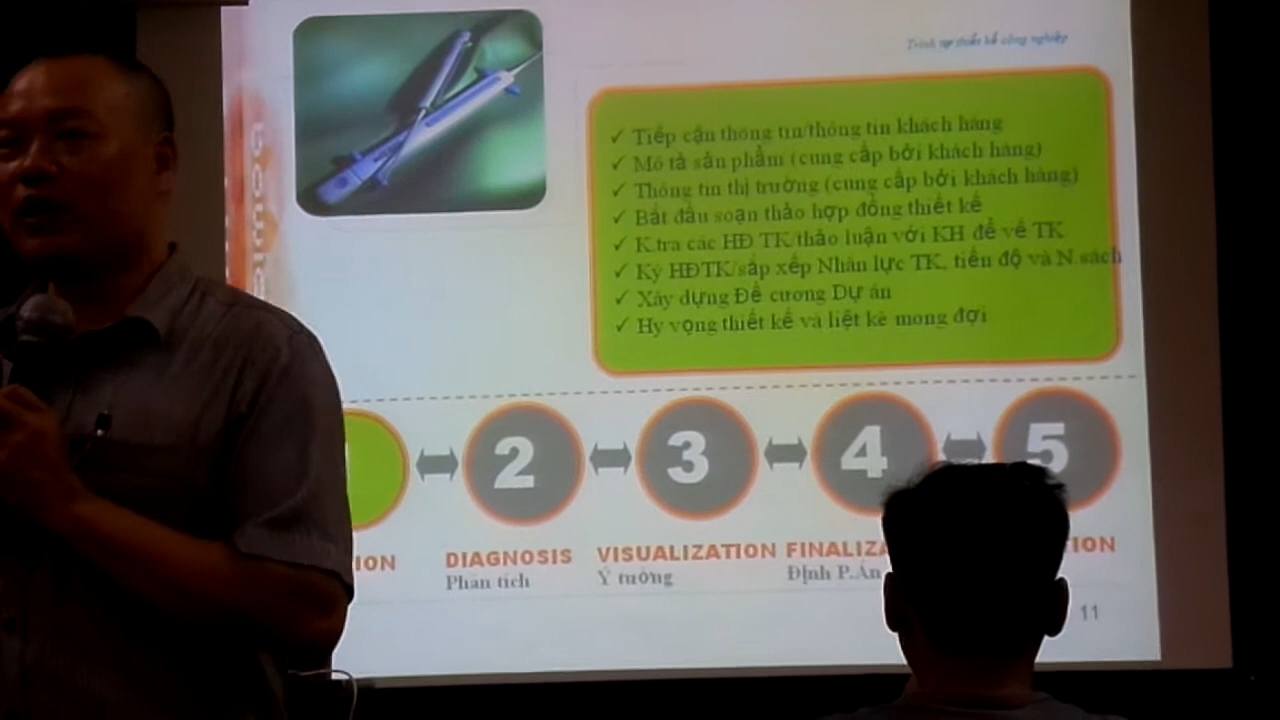 Trình tự thiết kế công nghiệp
✓ Tiếp cận thông tin/thông tin khách hàng
✓ Mô tả sản phẩm (cung cấp bởi khách hàng)
✓ Thông tin thị trường (cung cấp bởi khách hàng)
✓ Bắt đầu soạn thảo hợp đồng thiết kế
✓ K.tra các HĐ TK/thảo luận với KH để về TK
✓ Ký HĐTK/sắp xếp Nhân lực TK, tiến độ và N.sách
✓ Xây dựng Đề cương Dự án
✓ Hy vọng thiết kế và liệt kê mong đợi
2 3 4 5
ION DIAGNOSIS VISUALIZATION FINALIZA TION
Phân tích Ý tưởng Định P.Án
11